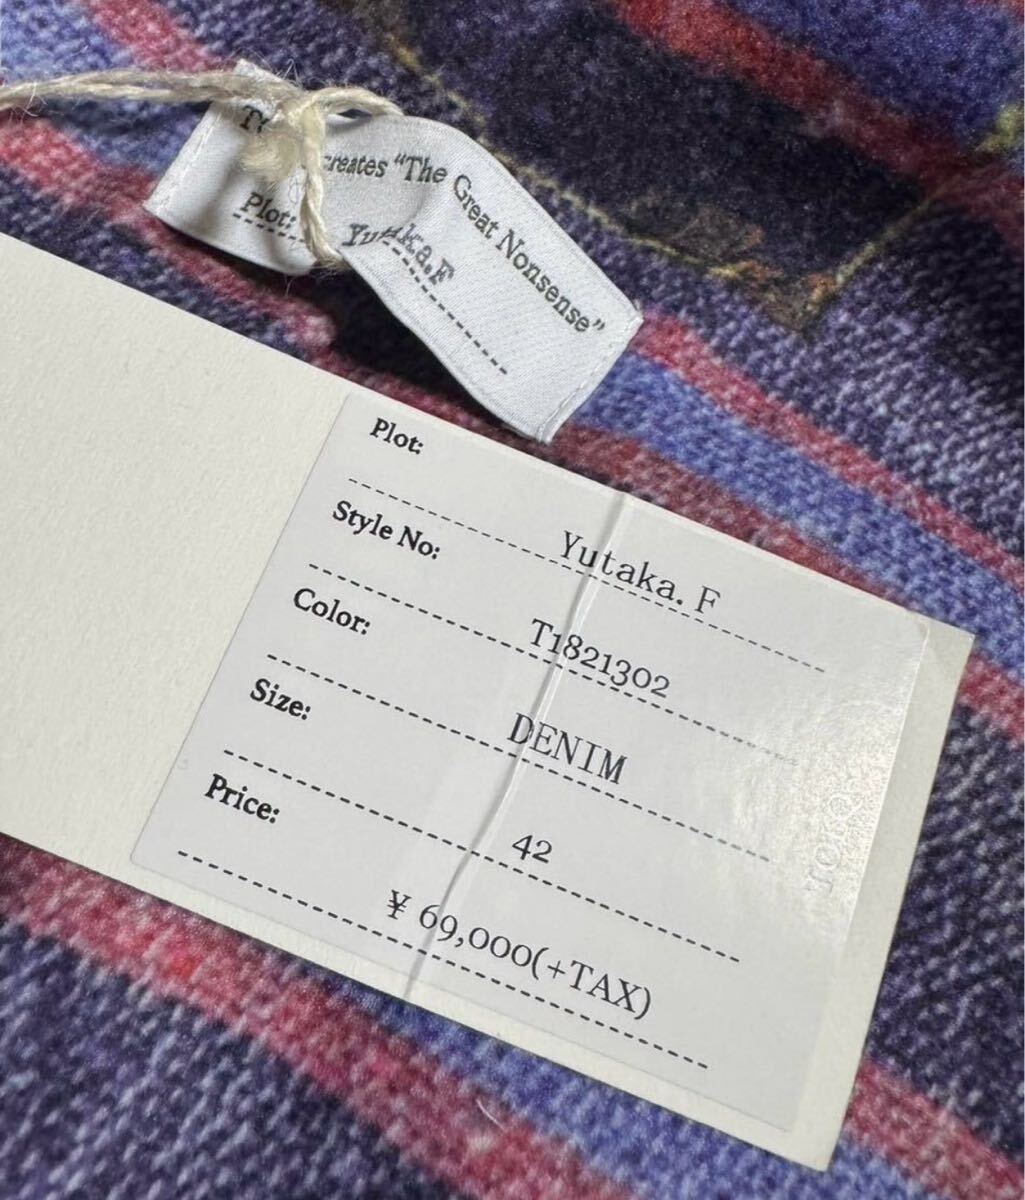 creates "The Great Nonsense"
Plot:
Yutaka.F
Plot:
Yutaka. F
Style No:
T1821302
Color:
DENIM
Size:
42
Price:
¥ 69,000(+TAX)